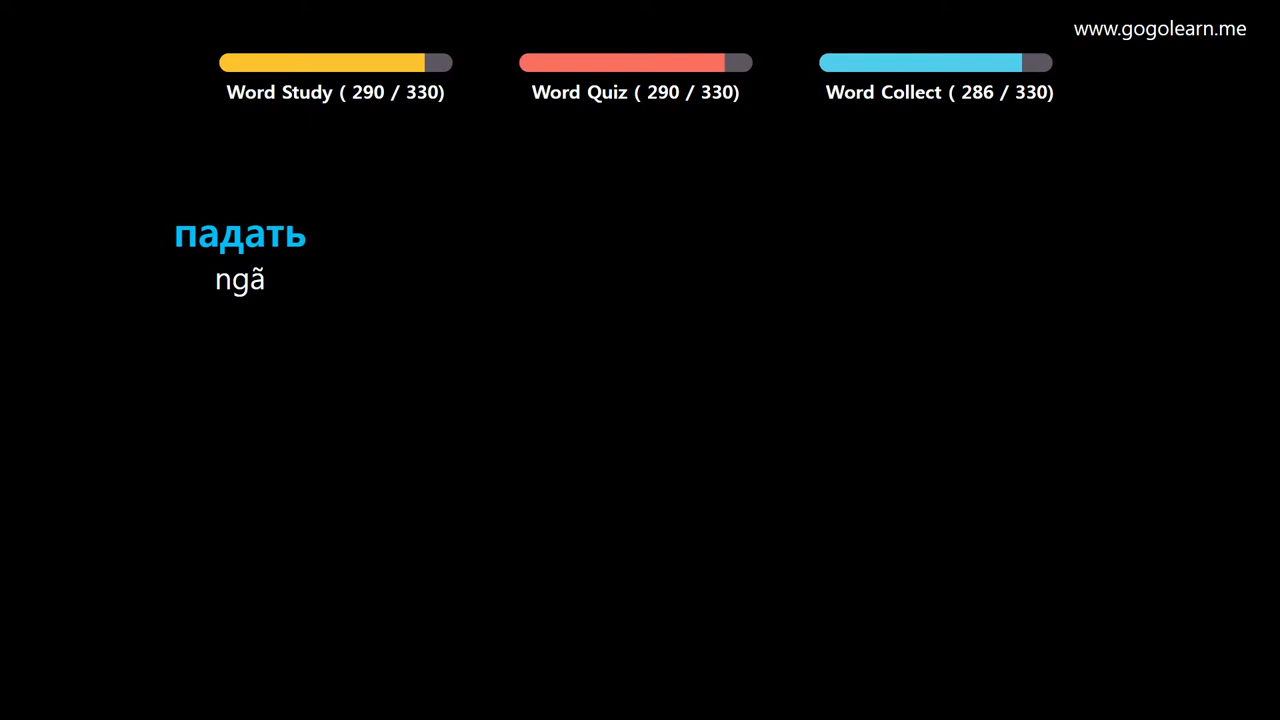 www.gogolearn.me
Word Study ( 290 / 330)
Word Quiz ( 290 / 330)
Word Collect ( 286 / 330)
падать
ngã